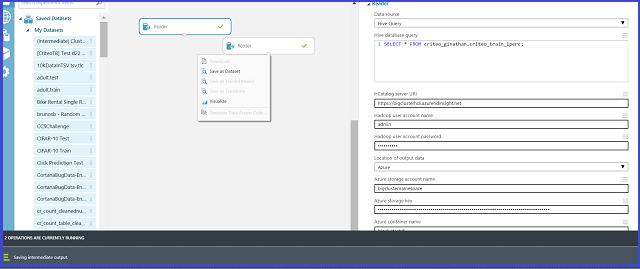 Saved Datasets
My Datasets
(Intermediate) Clust...
[CriteoTB] Test d22 ...
10KDataInTSV.tsv.tlc
adult.test
adult.train
Bike Rental Single R...
brunosb - Random ...
CCSChallenge
CIFAR-10 Test
CIFAR-10 Train
Click Prediction Test
CortanaBugData-En...
CortanaBugData-En...
CortanaBugData-En...
cr_count_cleanednu...
cr_count_table_clea...
Reader
Reader
Download
Save as Dataset
Save as Trained Model
Save as Transform
Visualize
Generate Data Access Code...
Reader
Data source
Hive Query
Hive database query
1 SELECT * FROM criteo_ginathan.criteo_train_1perc;
HCatalog server URI
https://bigclusterhdi.azurehdinsight.net
Hadoop user account name
admin
Hadoop user account password
Location of output data
Azure
Azure storage account name
bigclusternamespace
Azure storage key
Azure container name
2 OPERATIONS ARE CURRENTLY RUNNING
Saving intermediate output.